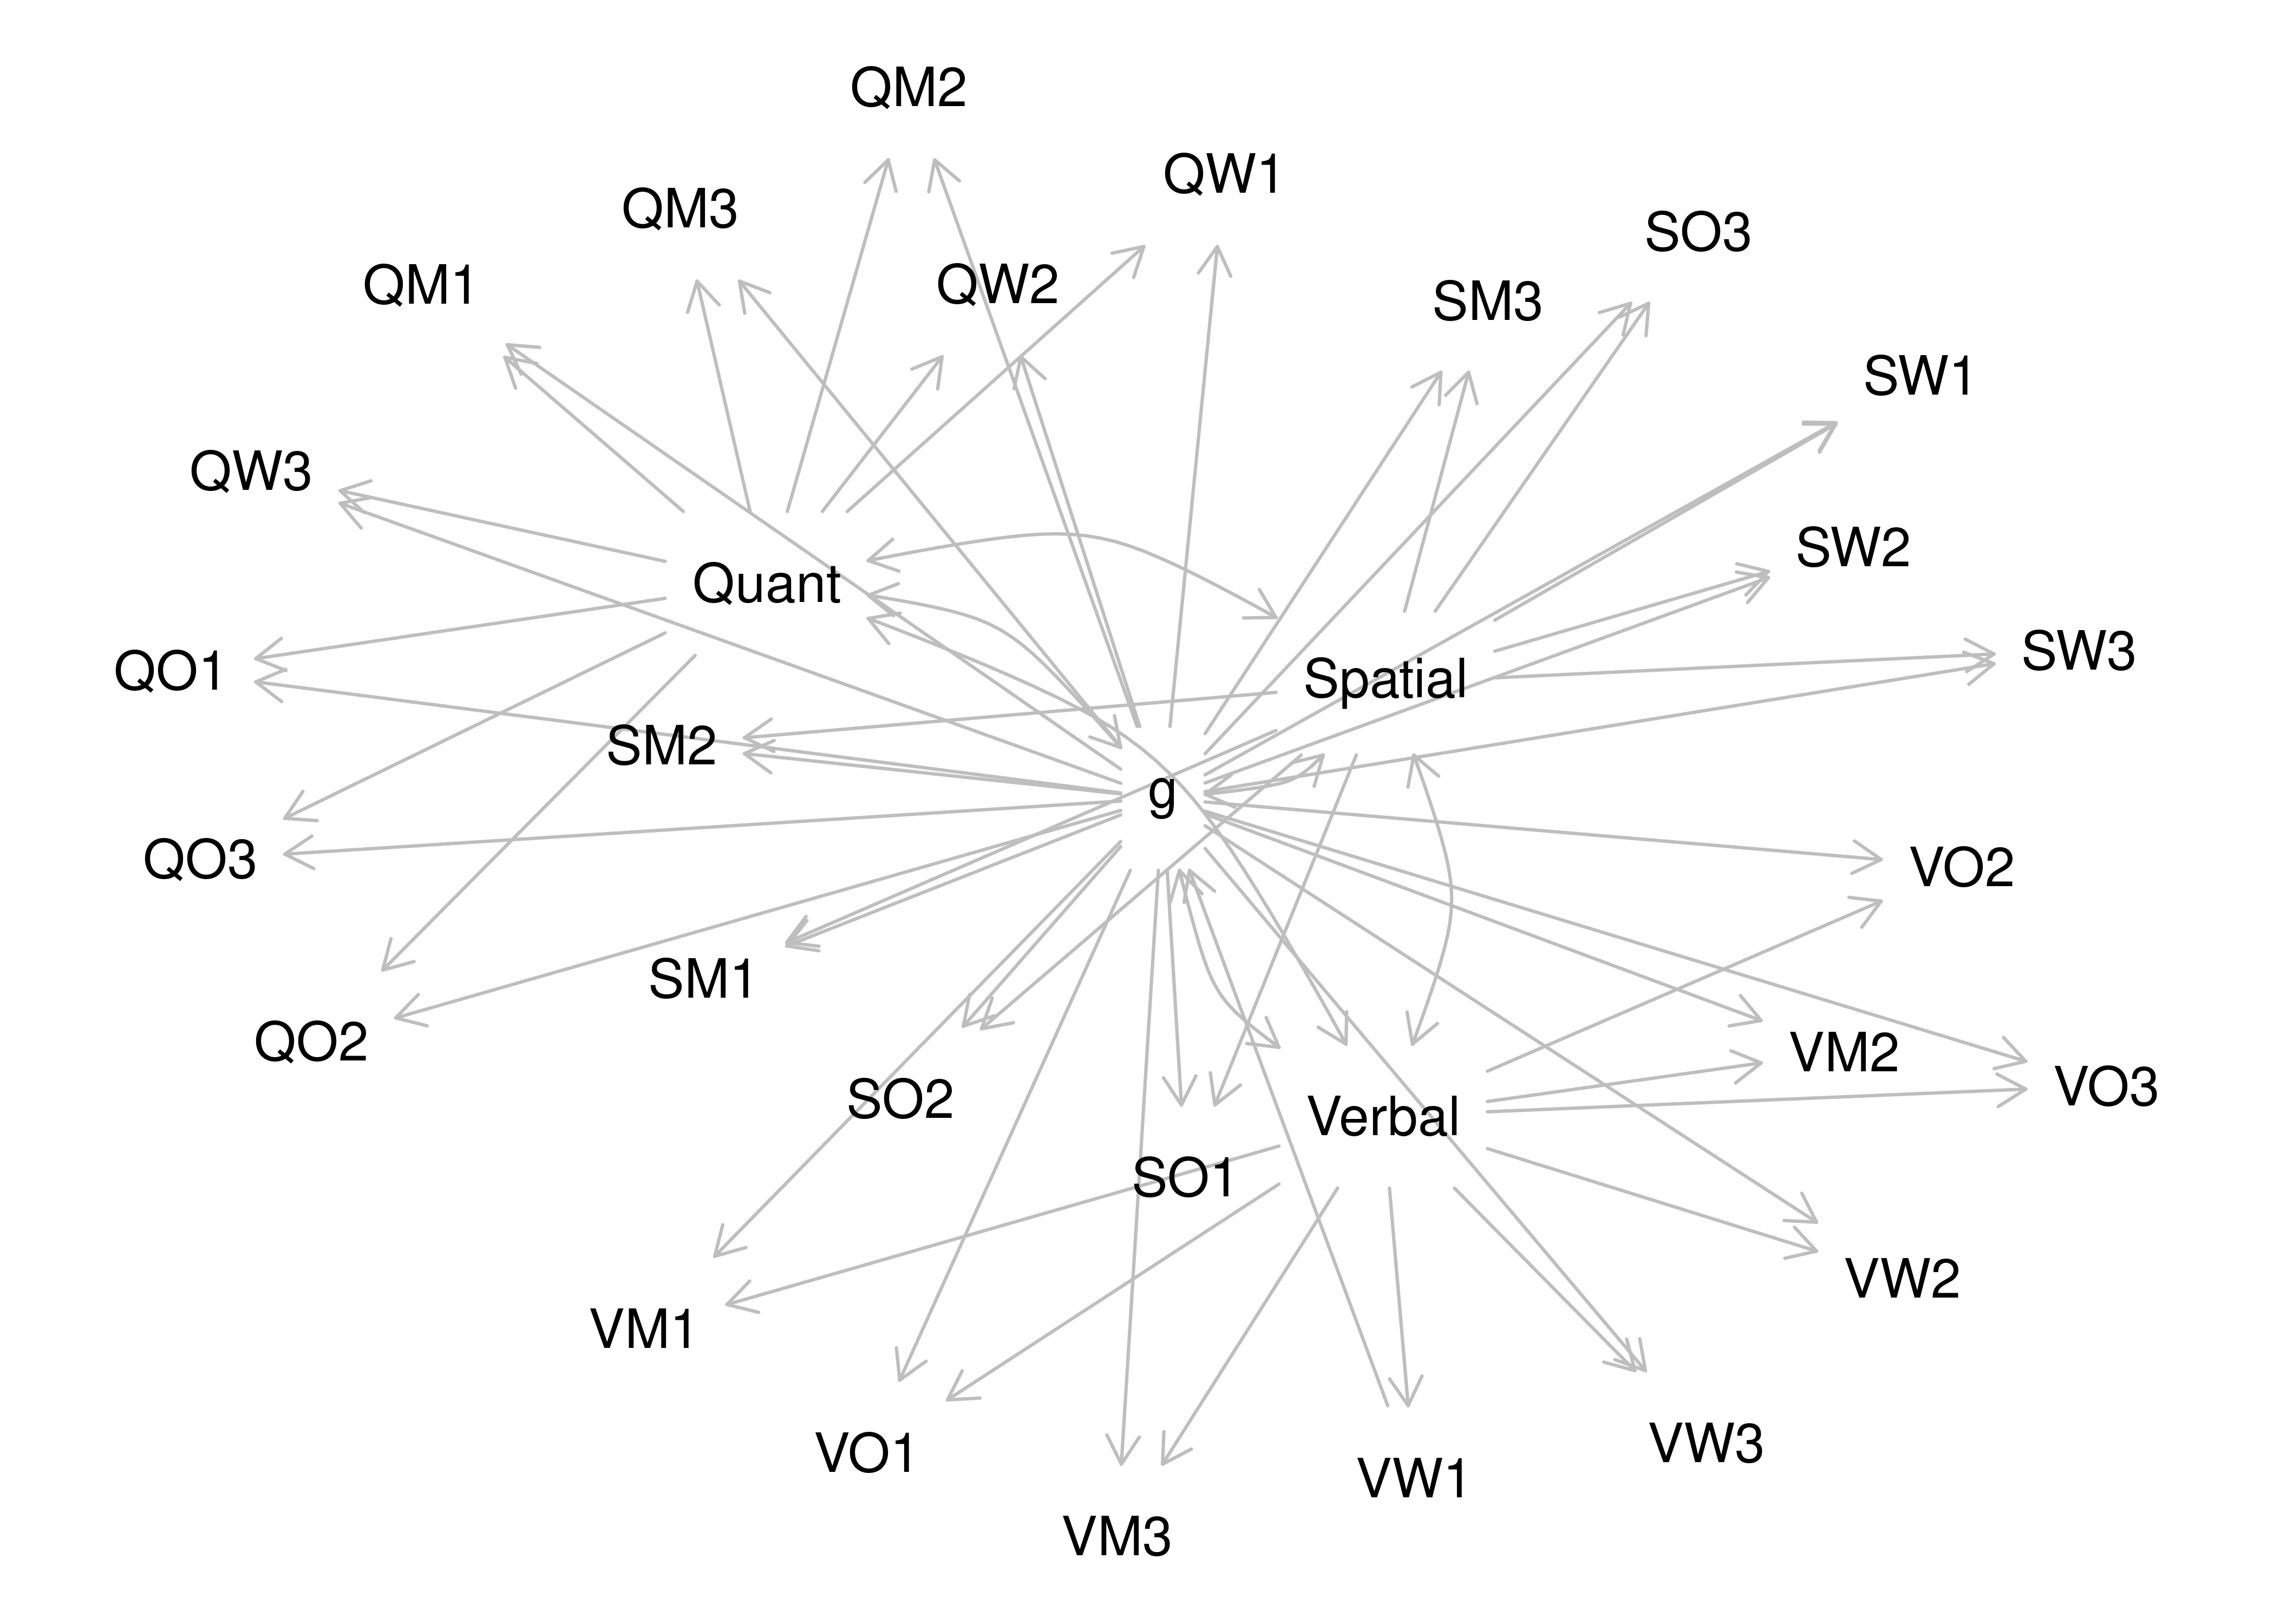 QM2
QW1
QM3
SO3
QM1
QW2
SM3
SW1
QW3
SW2
Quant
SW3
QO1
Spatial
SM2
g
QO3
VO2
SM1
QO2
VM2
VO3
SO2
Verbal
SO1
VW2
VM1
VO1
VW3
VW1
VM3